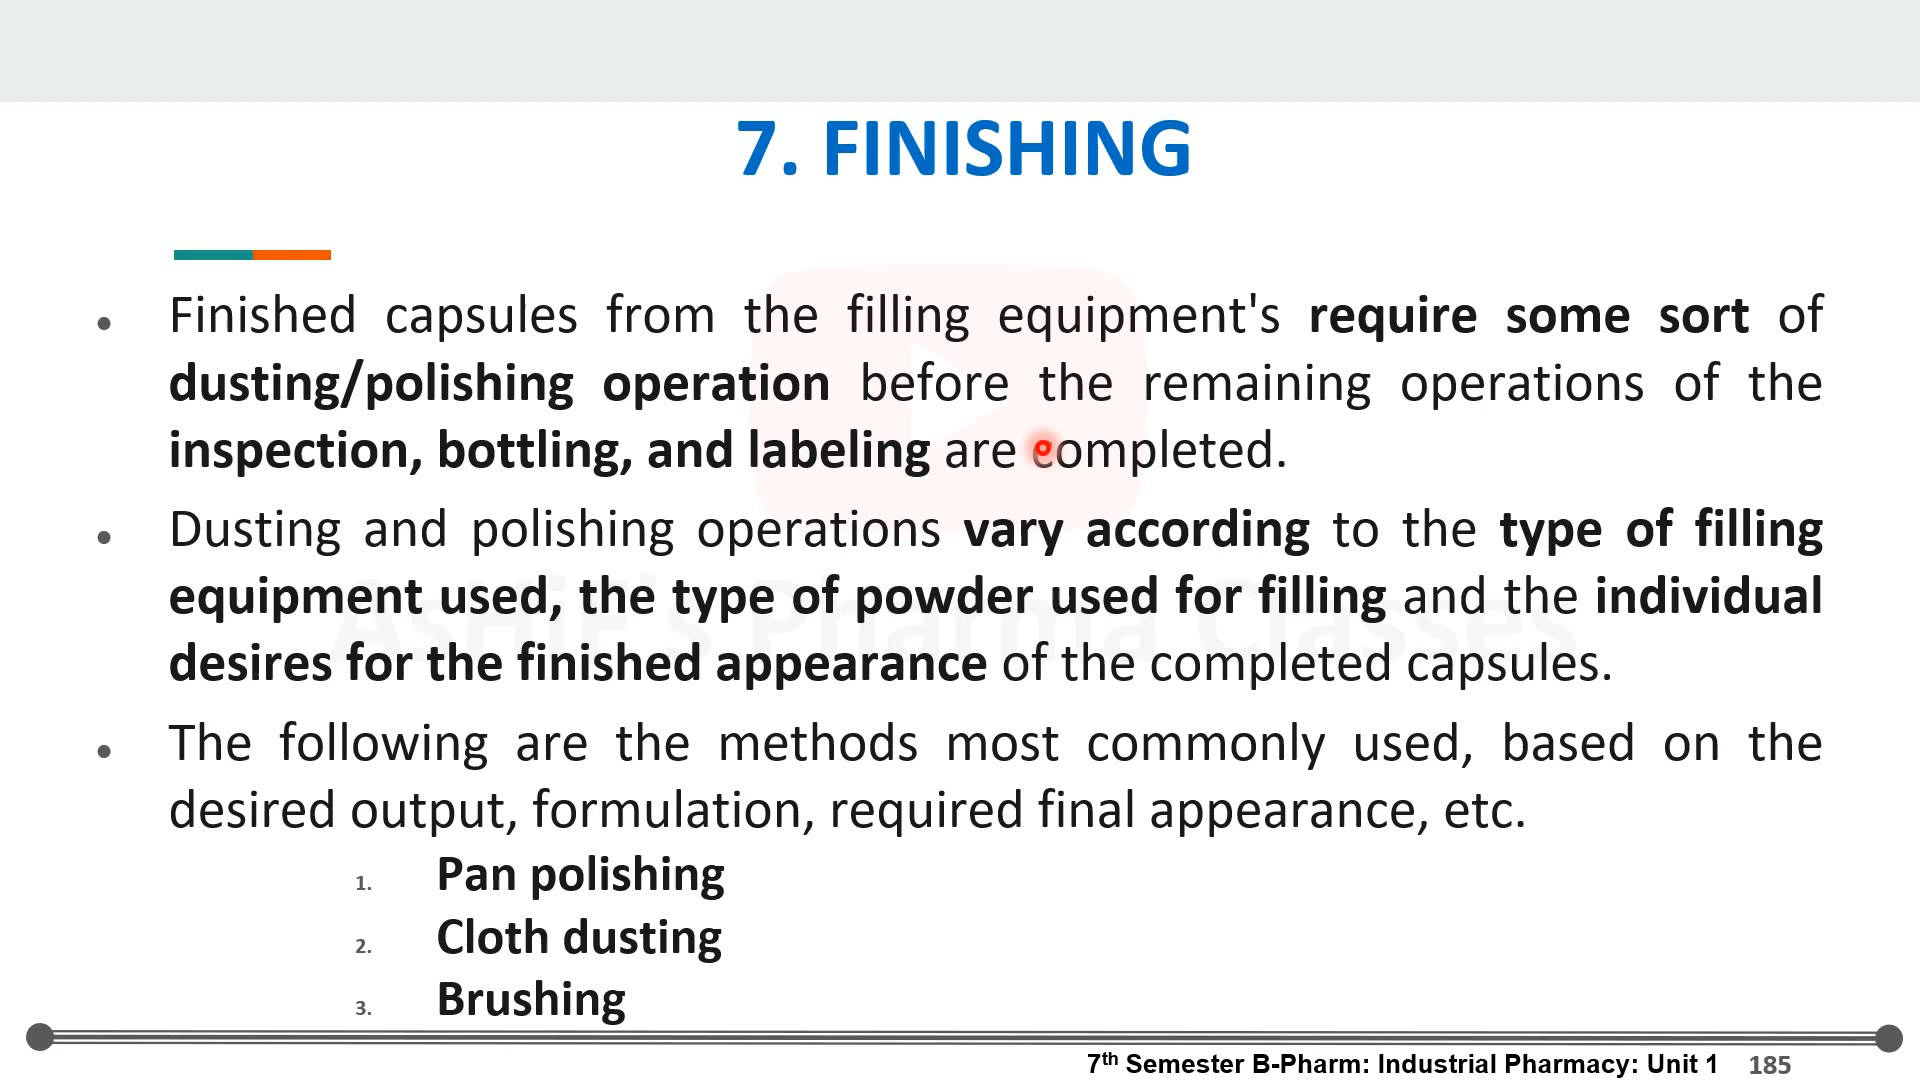 7. FINISHING
• Finished capsules from the filling equipment's require some sort of
dusting/polishing operation before the remaining operations of the
inspection, bottling, and labeling are completed.
• Dusting and polishing operations vary according to the type of filling
equipment used, the type of powder used for filling and the individual
desires for the finished appearance of the completed capsules.
• The following are the methods most commonly used, based on the
desired output, formulation, required final appearance, etc.
1. Pan polishing
2. Cloth dusting
3. Brushing
AsHiF's Pharma Classes
7th Semester B-Pharm: Industrial Pharmacy: Unit 1 185